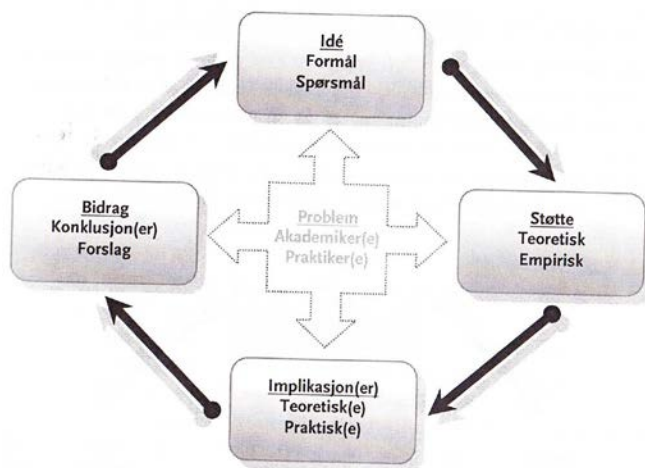 Idé
Formål
Spørsmål
Bidrag
Konklusjon(er)
Forslag
Problem
Akademiker(e)
Praktiker(e)
Støtte
Teoretisk
Empirisk
Implikasjon(er)
Teoretisk(e)
Praktisk(e)